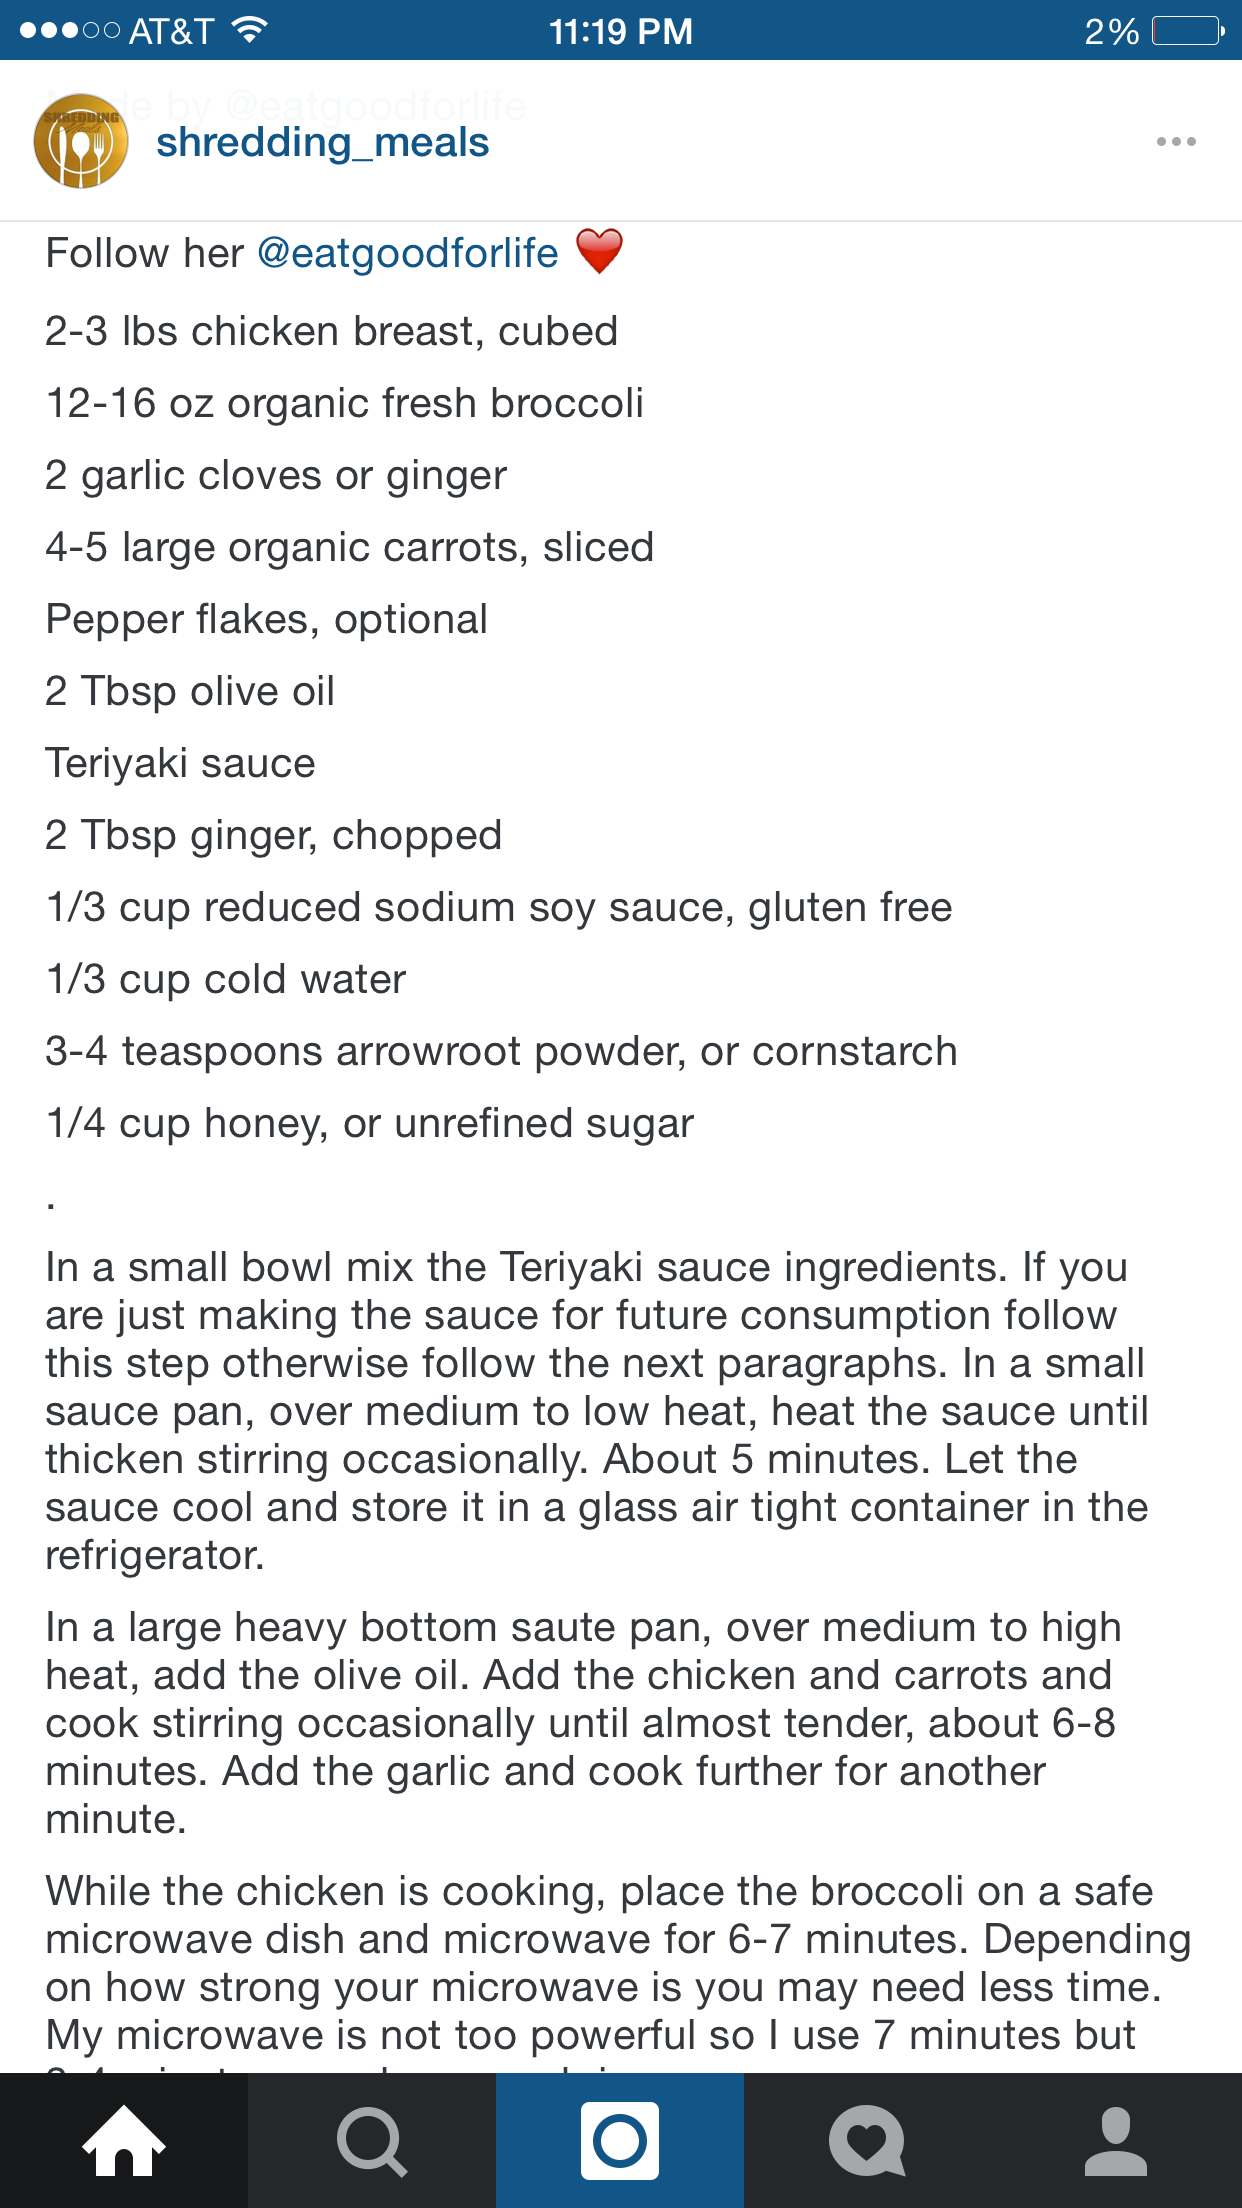 AT&T 11:19 PM 2%
Made by @eatgoodforlife
SHREDDING
Meals
shredding_meals
Follow her @eatgoodforlife ❤️
2-3 lbs chicken breast, cubed
12-16 oz organic fresh broccoli
2 garlic cloves or ginger
4-5 large organic carrots, sliced
Pepper flakes, optional
2 Tbsp olive oil
Teriyaki sauce
2 Tbsp ginger, chopped
1/3 cup reduced sodium soy sauce, gluten free
1/3 cup cold water
3-4 teaspoons arrowroot powder, or cornstarch
1/4 cup honey, or unrefined sugar
.
In a small bowl mix the Teriyaki sauce ingredients. If you
are just making the sauce for future consumption follow
this step otherwise follow the next paragraphs. In a small
sauce pan, over medium to low heat, heat the sauce until
thicken stirring occasionally. About 5 minutes. Let the
sauce cool and store it in a glass air tight container in the
refrigerator.
In a large heavy bottom saute pan, over medium to high
heat, add the olive oil. Add the chicken and carrots and
cook stirring occasionally until almost tender, about 6-8
minutes. Add the garlic and cook further for another
minute.
While the chicken is cooking, place the broccoli on a safe
microwave dish and microwave for 6-7 minutes. Depending
on how strong your microwave is you may need less time.
My microwave is not too powerful so I use 7 minutes but